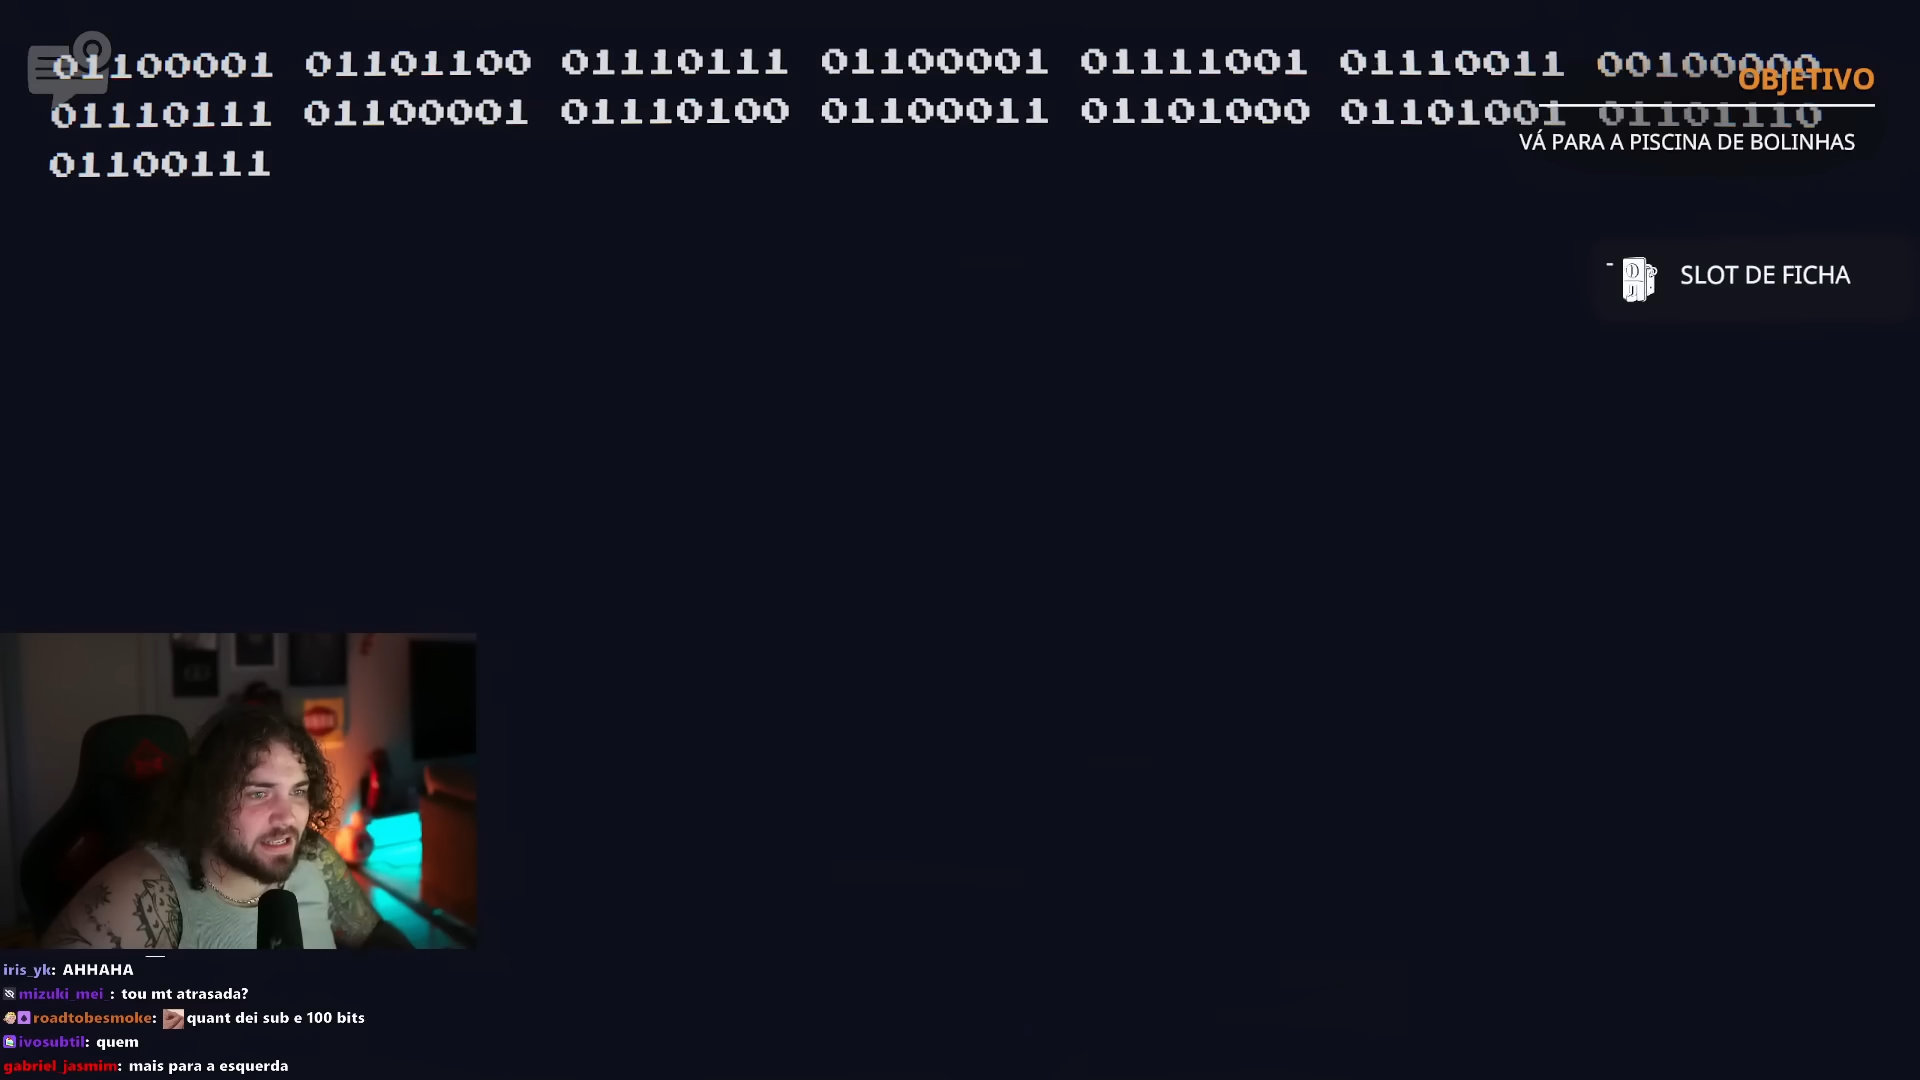 01100001 01101100 01110111 01100001 01111001 01110011 00100000
01110111 01100001 01110100 01100011 01101000 01101001 01101110
01100111
OBJETIVO
VÁ PARA A PISCINA DE BOLINHAS
SLOT DE FICHA
iris_yk: AHHAHA
mizuki_mei_: tou mt atrasada?
roadtobesmoke: quant dei sub e 100 bits
ivosubtil: quem
gabriel_jasmim: mais para a esquerda